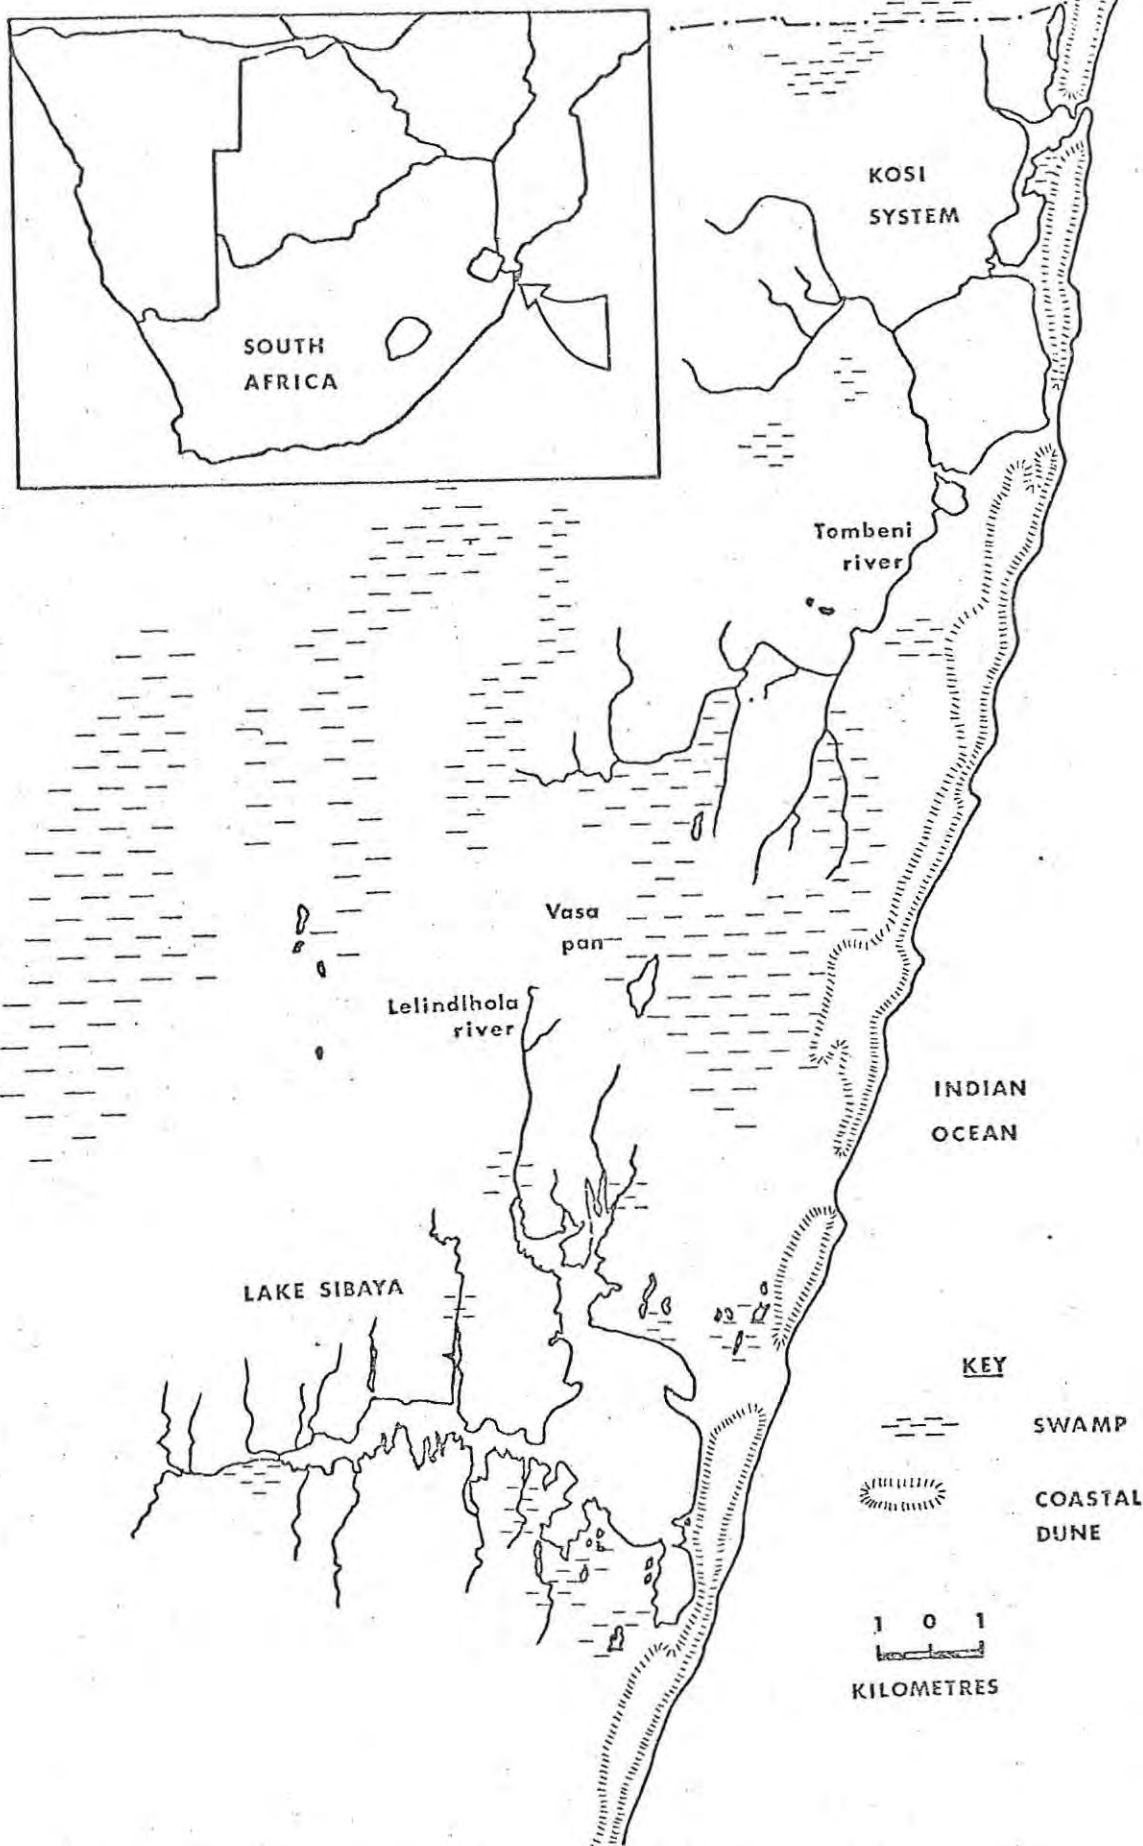 SOUTH
AFRICA
KOSI
SYSTEM
Tombeni
river
Vasa
pan
Lelindlhola
river
INDIAN
OCEAN
LAKE SIBAYA
KEY
SWAMP
COASTAL
DUNE
1 0 1
KILOMETRES